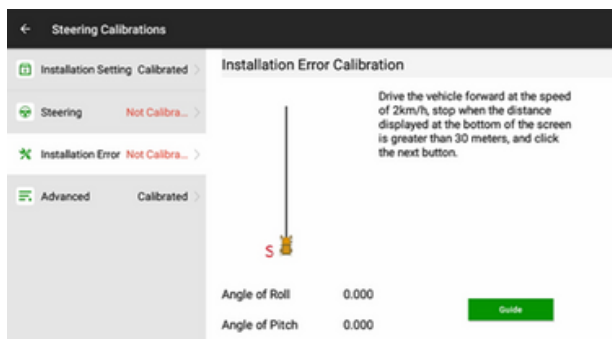 ← Steering Calibrations
Installation Setting Calibrated >
Steering Not Calibra... >
Installation Error Not Calibra... >
Advanced Calibrated >
Installation Error Calibration
Drive the vehicle forward at the speed
of 2km/h, stop when the distance
displayed at the bottom of the screen
is greater than 30 meters, and click
the next button.
S
Angle of Roll 0.000
Angle of Pitch 0.000
Guide